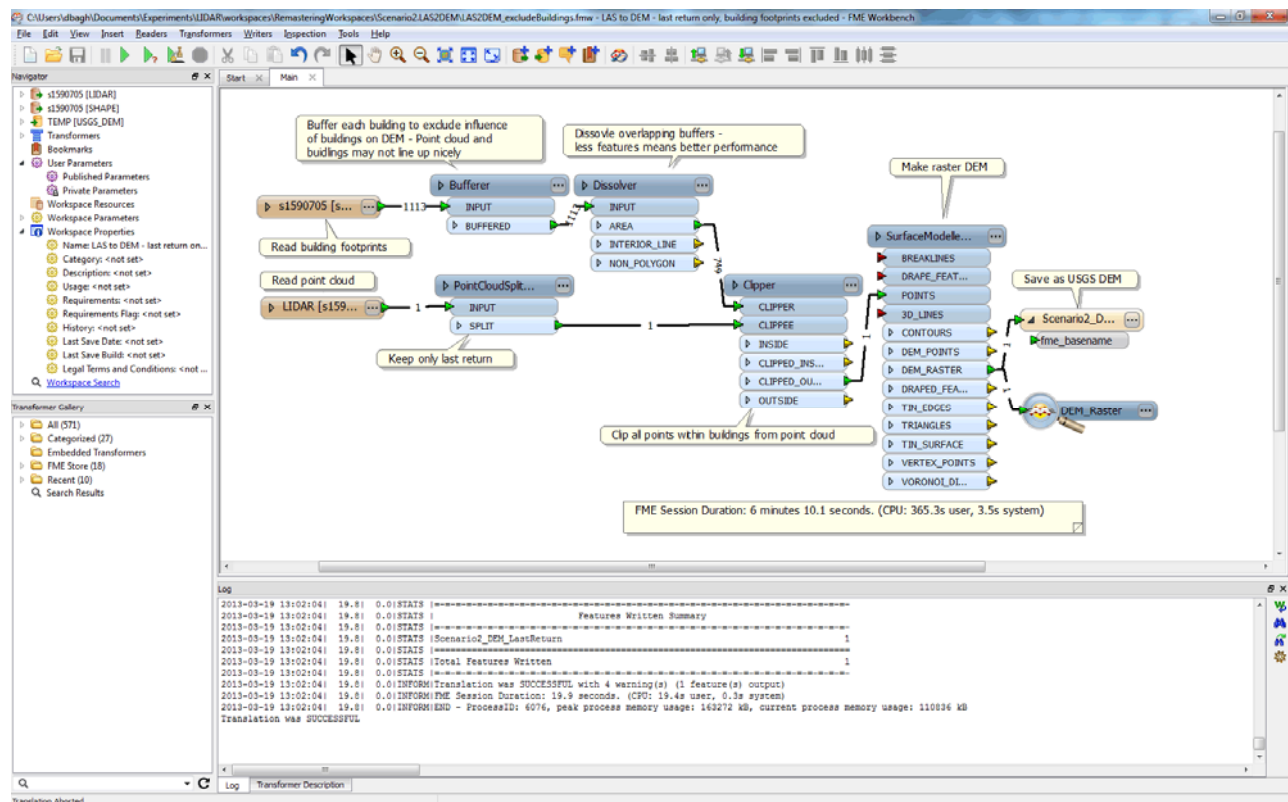 C:\Users\dbagh\Documents\Experiments\LIDAR\workspaces\RemasteringWorkspaces\Scenario2.LAS2DEM\LAS2DEM_excludeBuildings.fmw - LAS to DEM - last return only, building footprints excluded - FME Workbench
File Edit View Insert Readers Transformers Writers Inspection Tools Help
Navigator
s1590705 [LIDAR]
s1590705 [SHAPE]
TEMP [USGS_DEM]
Transformers
Bookmarks
User Parameters
Published Parameters
Private Parameters
Workspace Resources
Workspace Parameters
Workspace Properties
Name: LAS to DEM - last return on...
Category: <not set>
Description: <not set>
Usage: <not set>
Requirements: <not set>
Requirements Flag: <not set>
History: <not set>
Last Save Date: <not set>
Last Save Build: <not set>
Legal Terms and Conditions: <not ...
Workspace Search
Transformer Gallery
All (571)
Categorized (27)
Embedded Transformers
FME Store (18)
Recent (10)
Search Results
Start
Main
Buffer each building to exclude influence
of buildings on DEM - Point cloud and
buidlings may not line up nicely
Dissovle overlapping buffers -
less features means better performance
Make raster DEM
s1590705 [s...
1113
Bufferer
INPUT
BUFFERED
1113
Dissolver
INPUT
AREA
INTERIOR_LINE
NON_POLYGON
Read building footprints
Read point cloud
LIDAR [s159...
1
PointCloudSplit...
INPUT
SPLIT
Keep only last return
1
749
Clipper
CLIPPER
CLIPPEE
INSIDE
CLIPPED_INS...
CLIPPED_OU...
OUTSIDE
Clip all points within buildings from point cloud
1
SurfaceModelle...
BREAKLINES
DRAPE_FEAT...
POINTS
3D_LINES
CONTOURS
DEM_POINTS
DEM_RASTER
DRAPED_FEA...
TIN_EDGES
TRIANGLES
TIN_SURFACE
VERTEX_POINTS
VORONOI_DI...
Save as USGS DEM
1
Scenario2_D...
fme_basename
1
DEM_Raster
FME Session Duration: 6 minutes 10.1 seconds. (CPU: 365.3s user, 3.5s system)
Log
2013-03-19 13:02:04| 19.8| 0.0|STATS |=-=-=-=-=-=-=-=-=-=-=-=-=-=-=-=-=-=-=-=-=-=-=-=-=-=-=-=-=-=-=-=-=-=-=-=-=-=-
2013-03-19 13:02:04| 19.8| 0.0|STATS | Features Written Summary
2013-03-19 13:02:04| 19.8| 0.0|STATS |=-=-=-=-=-=-=-=-=-=-=-=-=-=-=-=-=-=-=-=-=-=-=-=-=-=-=-=-=-=-=-=-=-=-=-=-=-=-
2013-03-19 13:02:04| 19.8| 0.0|STATS |Scenario2_DEM_LastReturn 1
2013-03-19 13:02:04| 19.8| 0.0|STATS |==============================================================================
2013-03-19 13:02:04| 19.8| 0.0|STATS |Total Features Written 1
2013-03-19 13:02:04| 19.8| 0.0|STATS |=-=-=-=-=-=-=-=-=-=-=-=-=-=-=-=-=-=-=-=-=-=-=-=-=-=-=-=-=-=-=-=-=-=-=-=-=-=-
2013-03-19 13:02:04| 19.8| 0.0|INFORM|Translation was SUCCESSFUL with 4 warning(s) (1 feature(s) output)
2013-03-19 13:02:04| 19.8| 0.0|INFORM|FME Session Duration: 19.9 seconds. (CPU: 19.4s user, 0.3s system)
2013-03-19 13:02:04| 19.8| 0.0|INFORM|END - ProcessID: 6076, peak process memory usage: 163272 kB, current process memory usage: 110836 kB
Translation was SUCCESSFUL
Log
Transformer Description
Translation Aborted